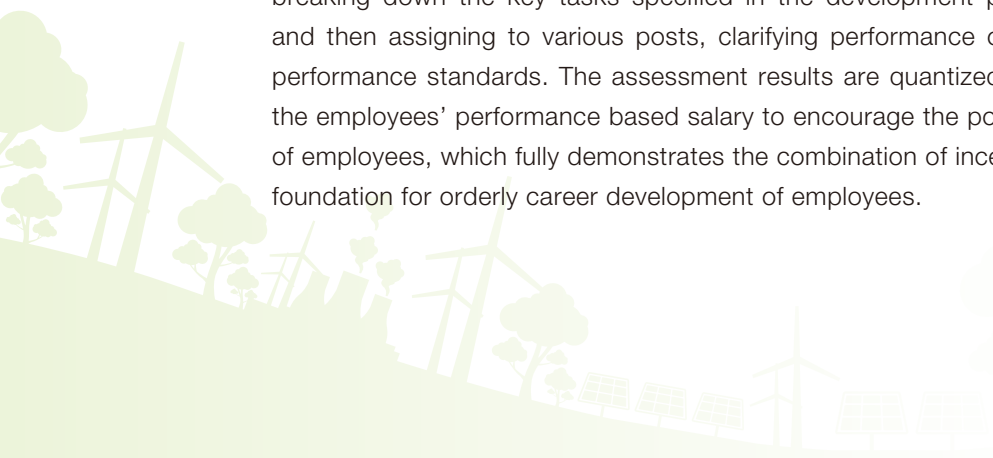 breaking down the key tasks specified in the development
and then assigning to various posts, clarifying performance
performance standards. The assessment results are quantized
the employees’ performance based salary to encourage the
of employees, which fully demonstrates the combination of
foundation for orderly career development of employees.